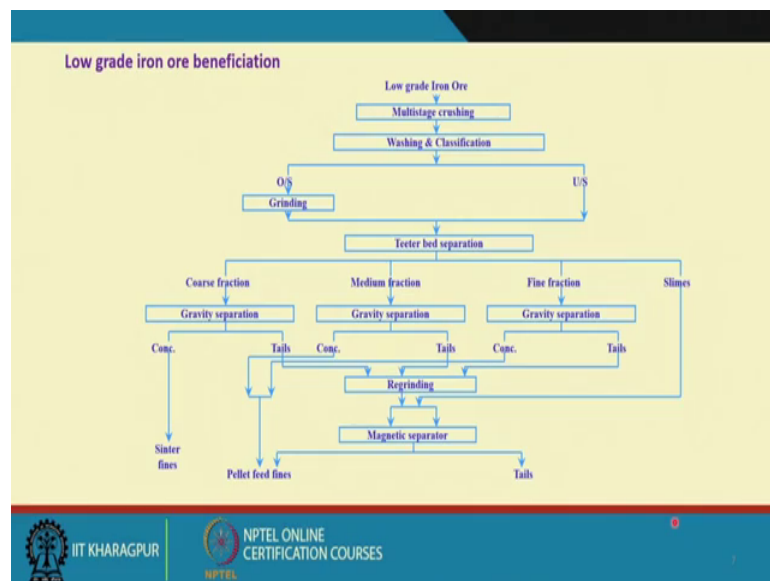 Low grade iron ore beneficiation
Low grade Iron Ore
Multistage crushing
Washing & Classification
O/S U/S
Grinding
Teeter bed separation
Coarse fraction Medium fraction Fine fraction Slimes
Gravity separation Gravity separation Gravity separation
Conc. Tails Conc. Tails Conc. Tails
Regrinding
Magnetic separator
Sinter
fines
Pellet feed fines Tails
IIT KHARAGPUR
NPTEL
NPTEL ONLINE
CERTIFICATION COURSES
7